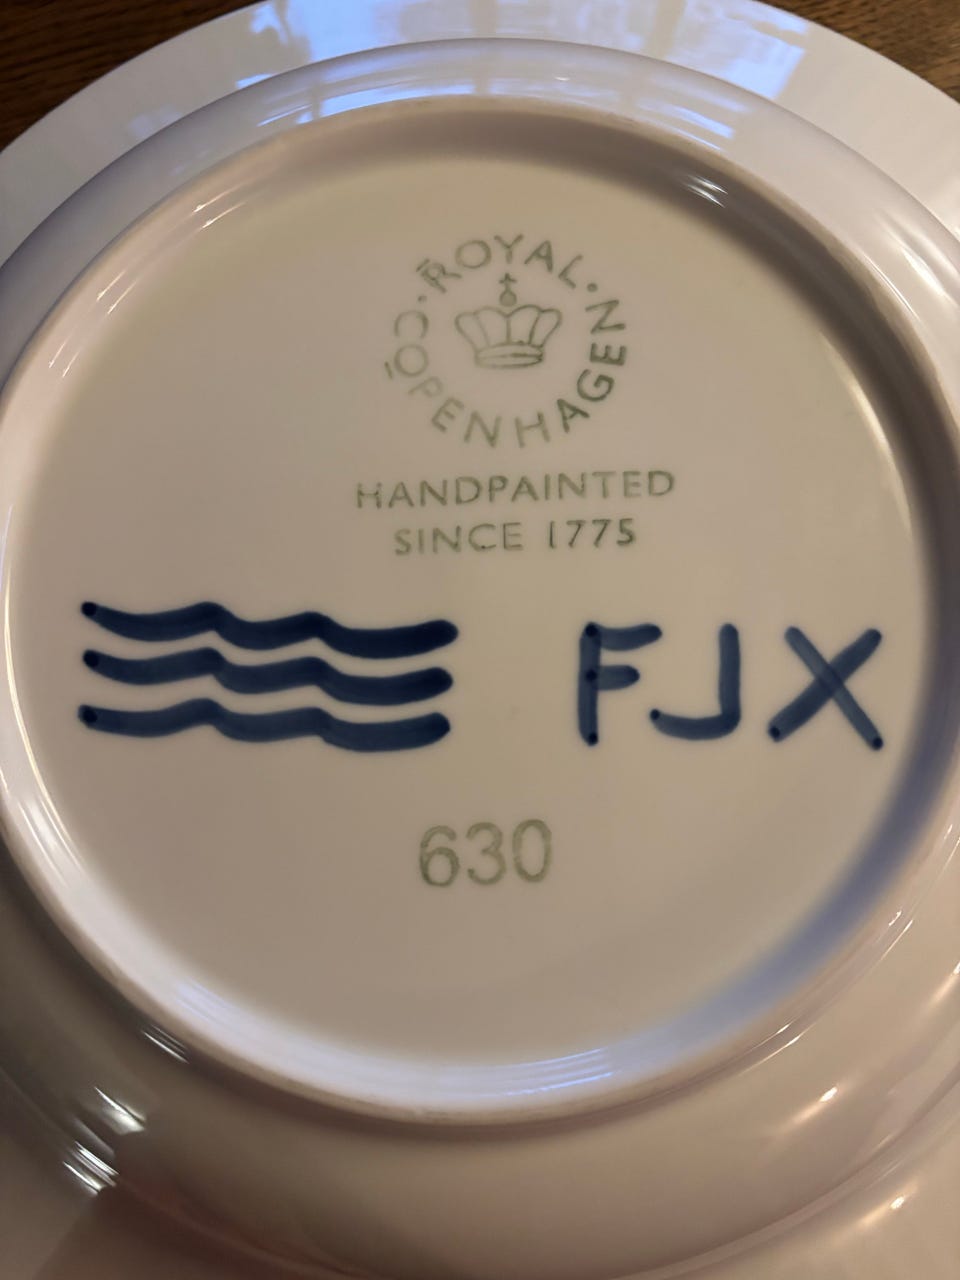 ROYAL
COPENHAGEN
HANDPAINTED
SINCE 1775
FJX
630